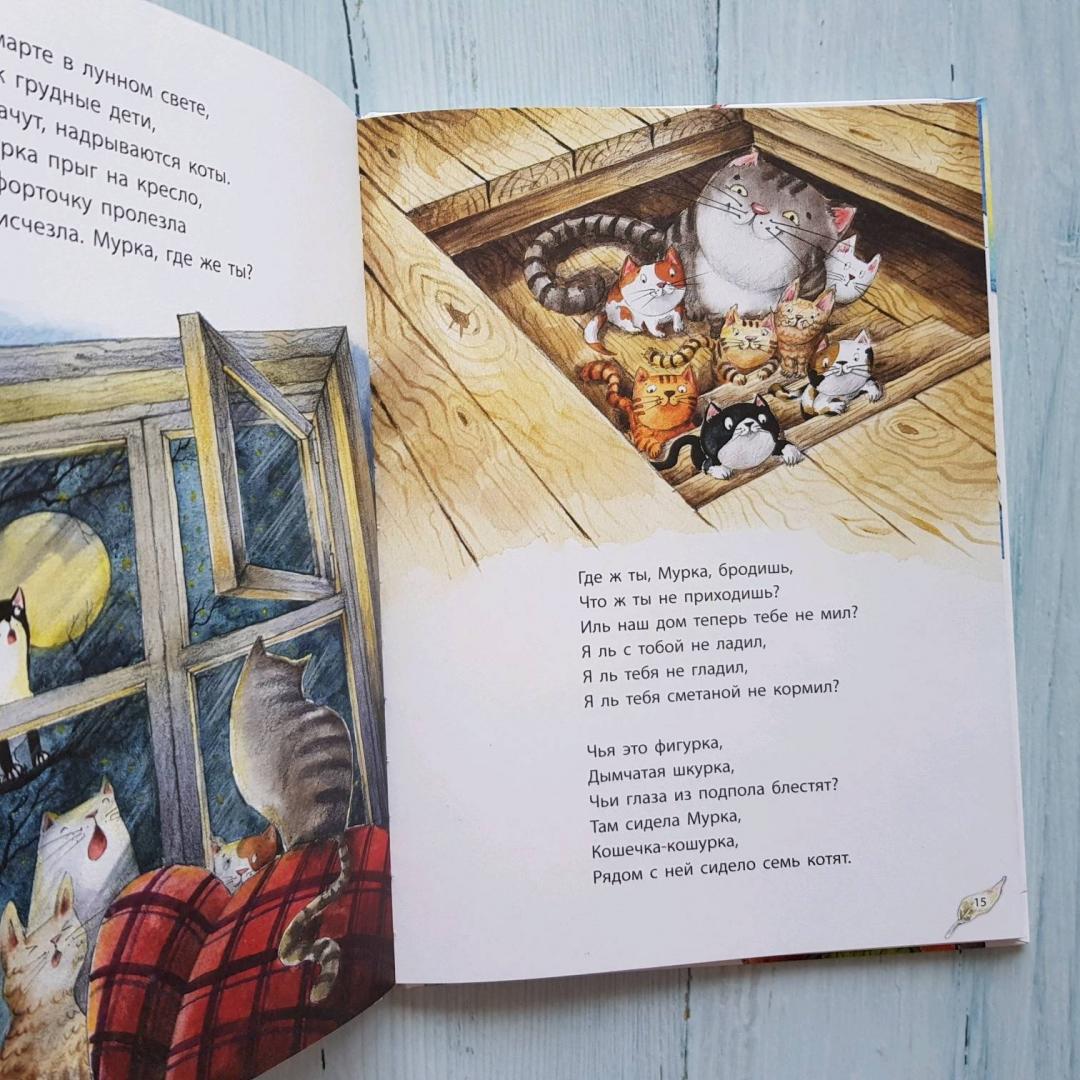 марте в лунном свете,
грудные дети,
надрываются коты.
прыг на кресло,
форточку пролезла
исчезла. Мурка, где же ты?
Где ж ты, Мурка, бродишь,
Что ж ты не приходишь?
Иль наш дом теперь тебе не мил?
Я ль с тобой не ладил,
Я ль тебя не гладил,
Я ль тебя сметаной не кормил?
Чья это фигурка,
Дымчатая шкурка,
Чьи глаза из подпола блестят?
Там сидела Мурка,
Кошечка-кошурка,
Рядом с ней сидело семь котят.
15